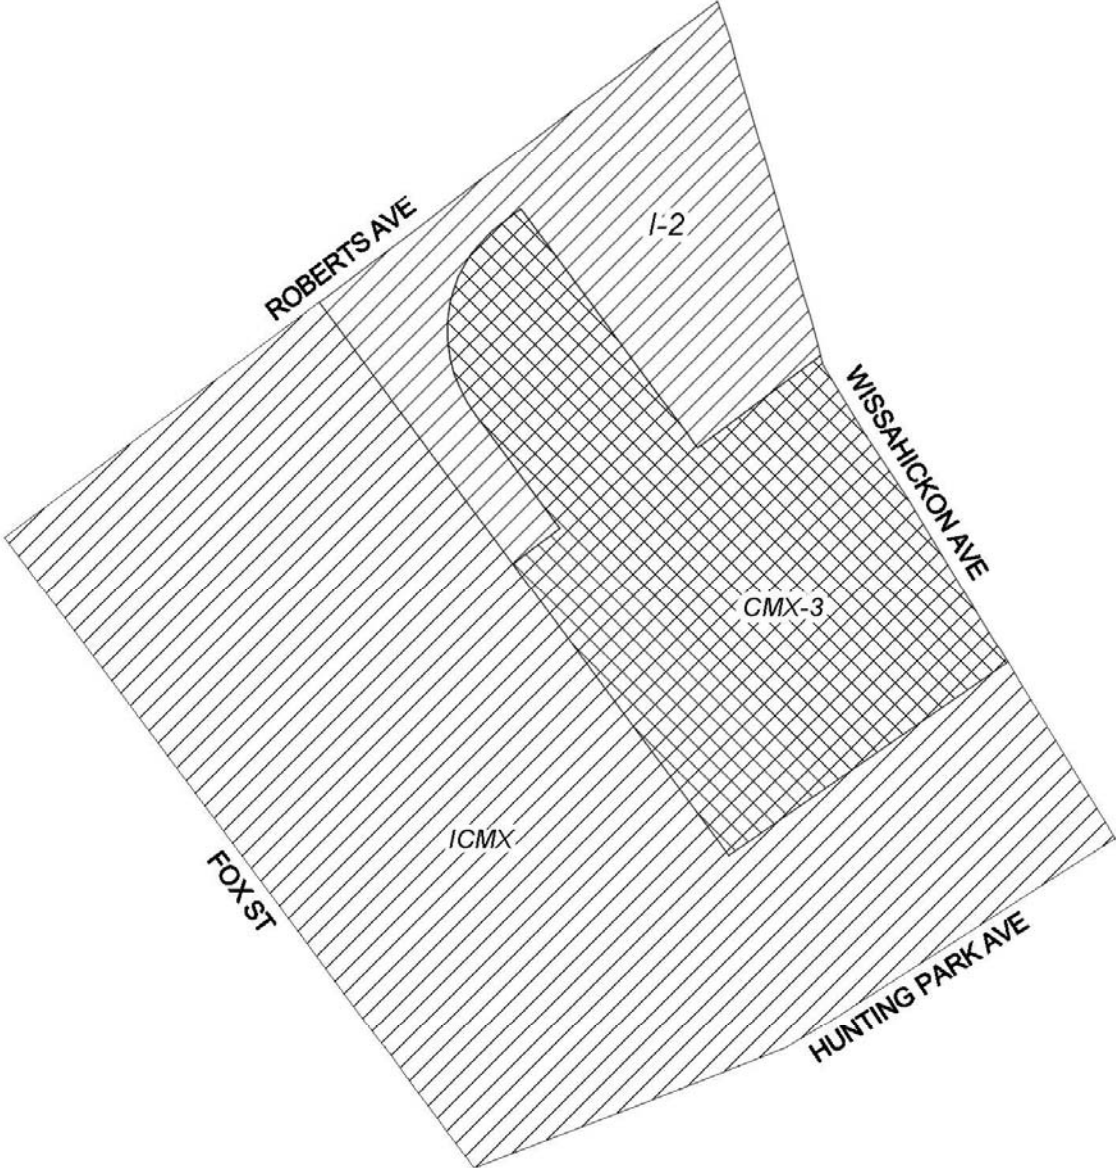 ROBERTS AVE
I-2
WISSAHICKON AVE
CMX-3
ICMX
FOX ST
HUNTING PARK AVE